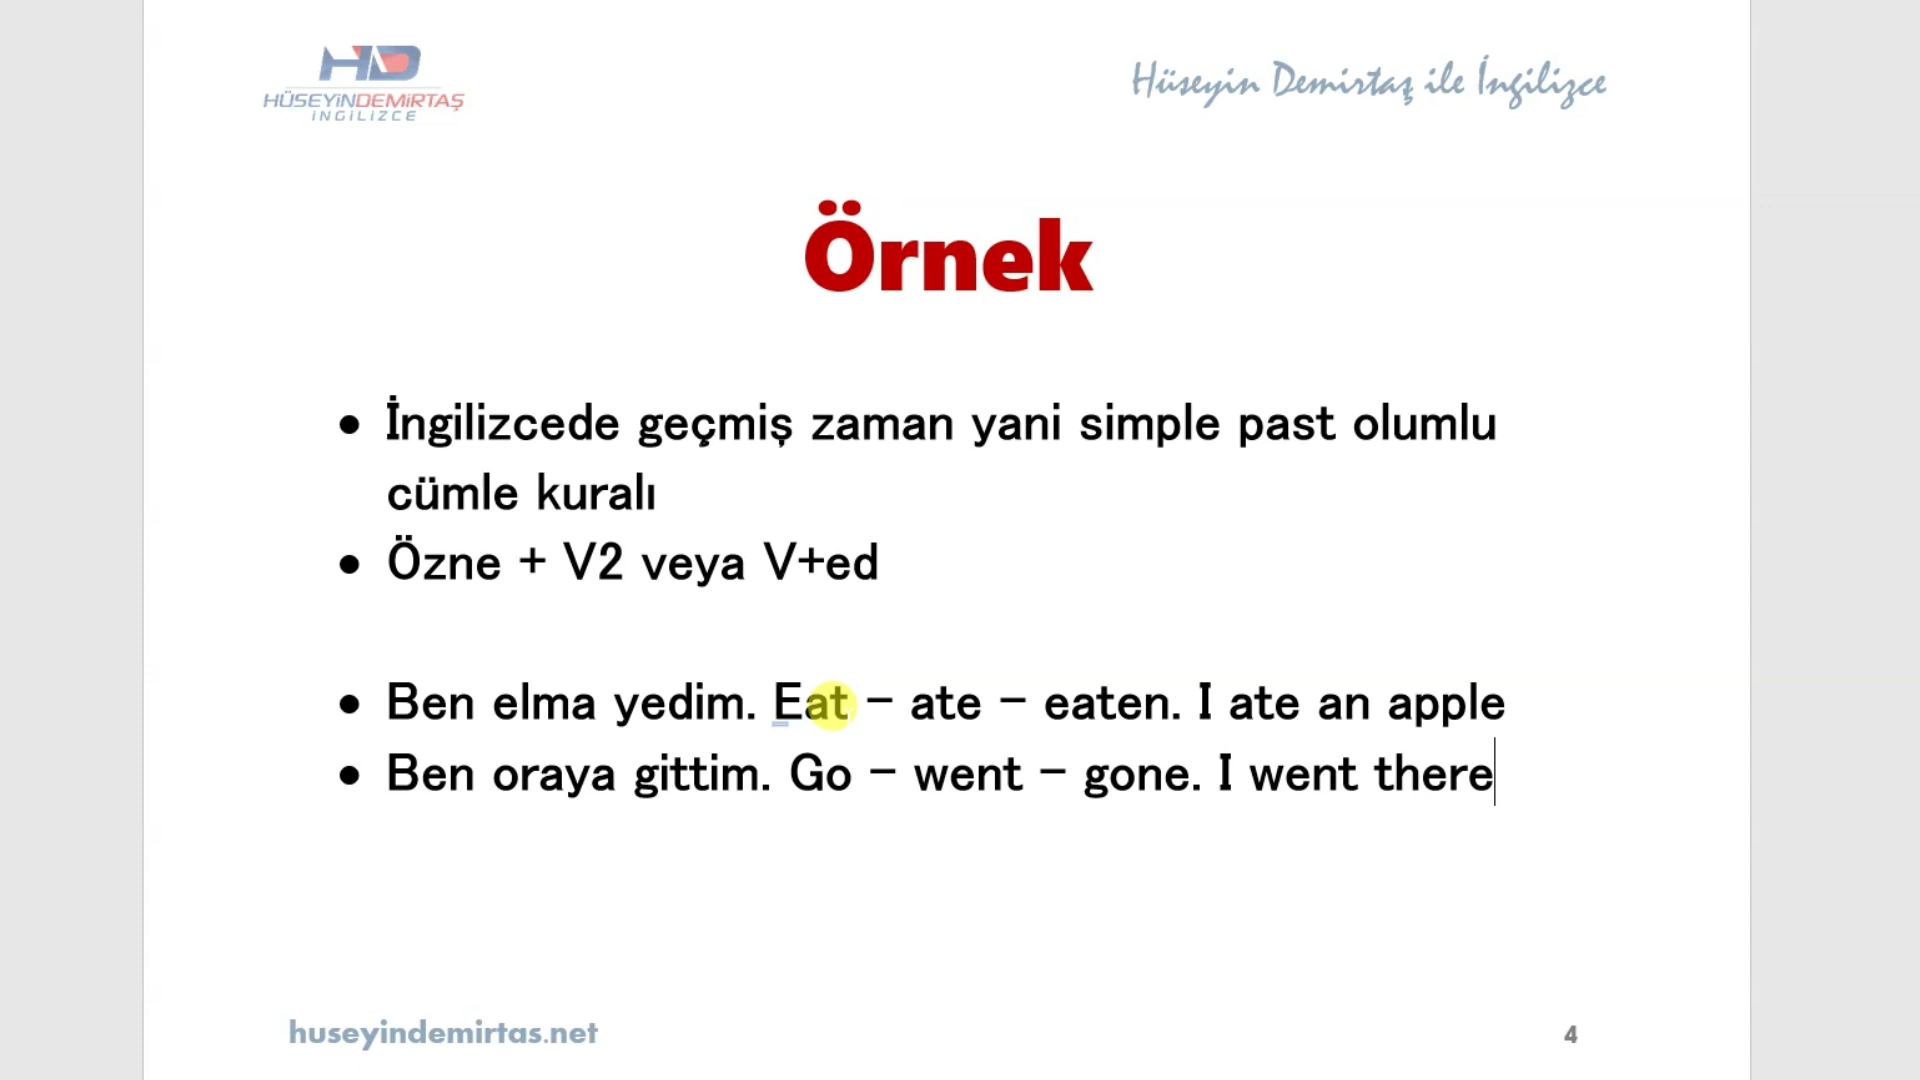 HD
HÜSEYİNDEMİRTAŞ
İNGİLİZCE
Hüseyin Demirtaş ile İngilizce
Örnek
• İngilizcede geçmiş zaman yani simple past olumlu
cümle kuralı
• Özne + V2 veya V+ed
• Ben elma yedim. Eat – ate – eaten. I ate an apple
• Ben oraya gittim. Go – went – gone. I went there
huseyindemirtas.net
4